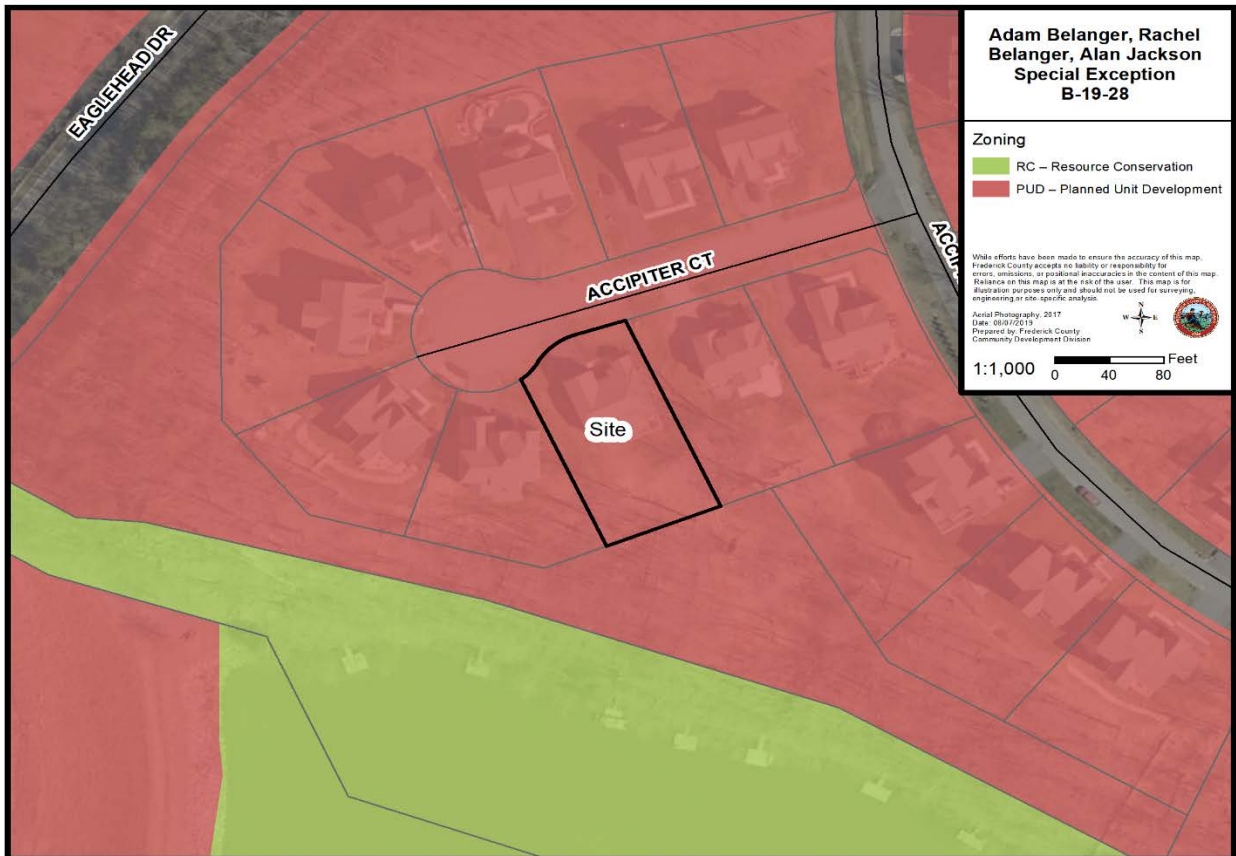 EAGLEHEAD DR
ACCIPITER CT
Site
Adam Belanger, Rachel
Belanger, Alan Jackson
Special Exception
B-19-28
Zoning
RC – Resource Conservation
PUD – Planned Unit Development
While efforts have been made to ensure the accuracy of this map,
Frederick County accepts no liability or responsibility for
errors, omissions, or positional inaccuracies in the content of this map.
Reliance on this map is at the risk of the user. This map is for
illustration purposes only and should not be used for surveying,
engineering, or site-specific analysis.
Aerial Photography, 2017
Date: 08/07/2019
Prepared by: Frederick County
Community Development Division
N
W E
S
1:1,000
Feet
0 40 80